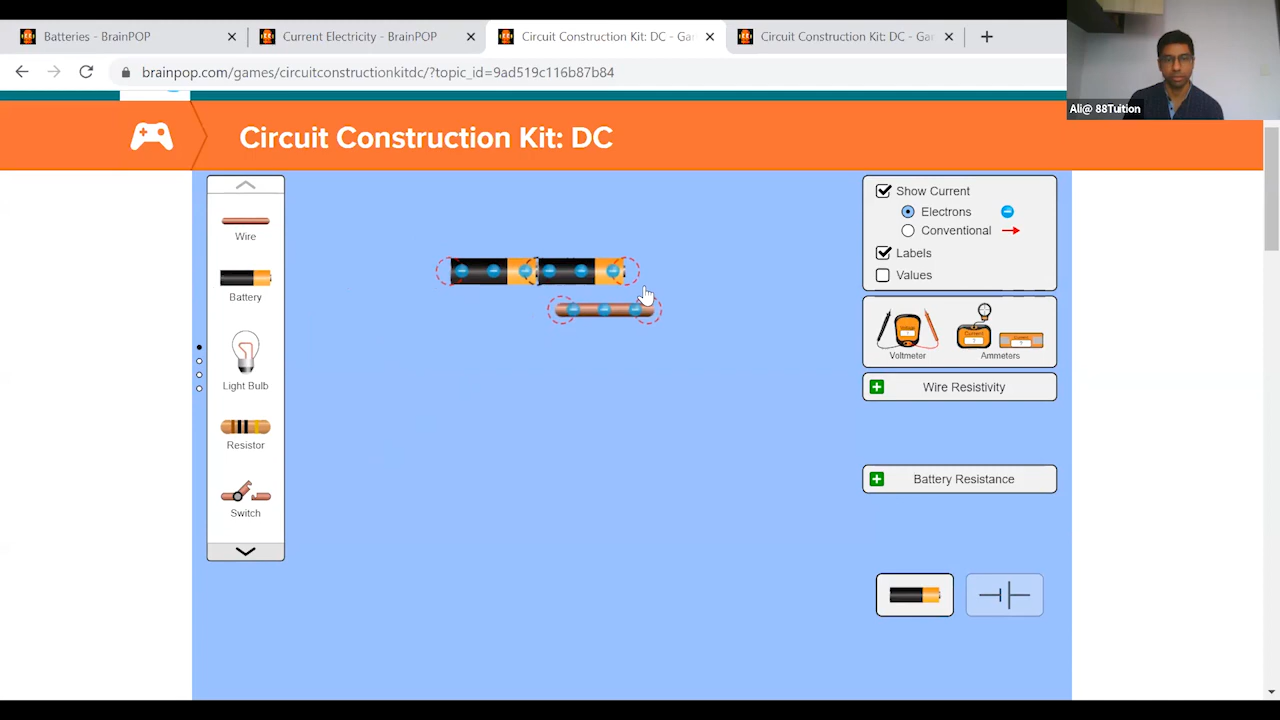 Batteries - BrainPOP
Current Electricity - BrainPOP
Circuit Construction Kit: DC - Gar
Circuit Construction Kit: DC - Gar
brainpop.com/games/circuitconstructionkitdc/?topic_id=9ad519c116b87b84
Ali@ 88Tuition
Circuit Construction Kit: DC
Wire
Battery
Light Bulb
Resistor
Switch
Show Current
Electrons
Conventional
Labels
Values
Voltmeter
Ammeters
Wire Resistivity
Battery Resistance